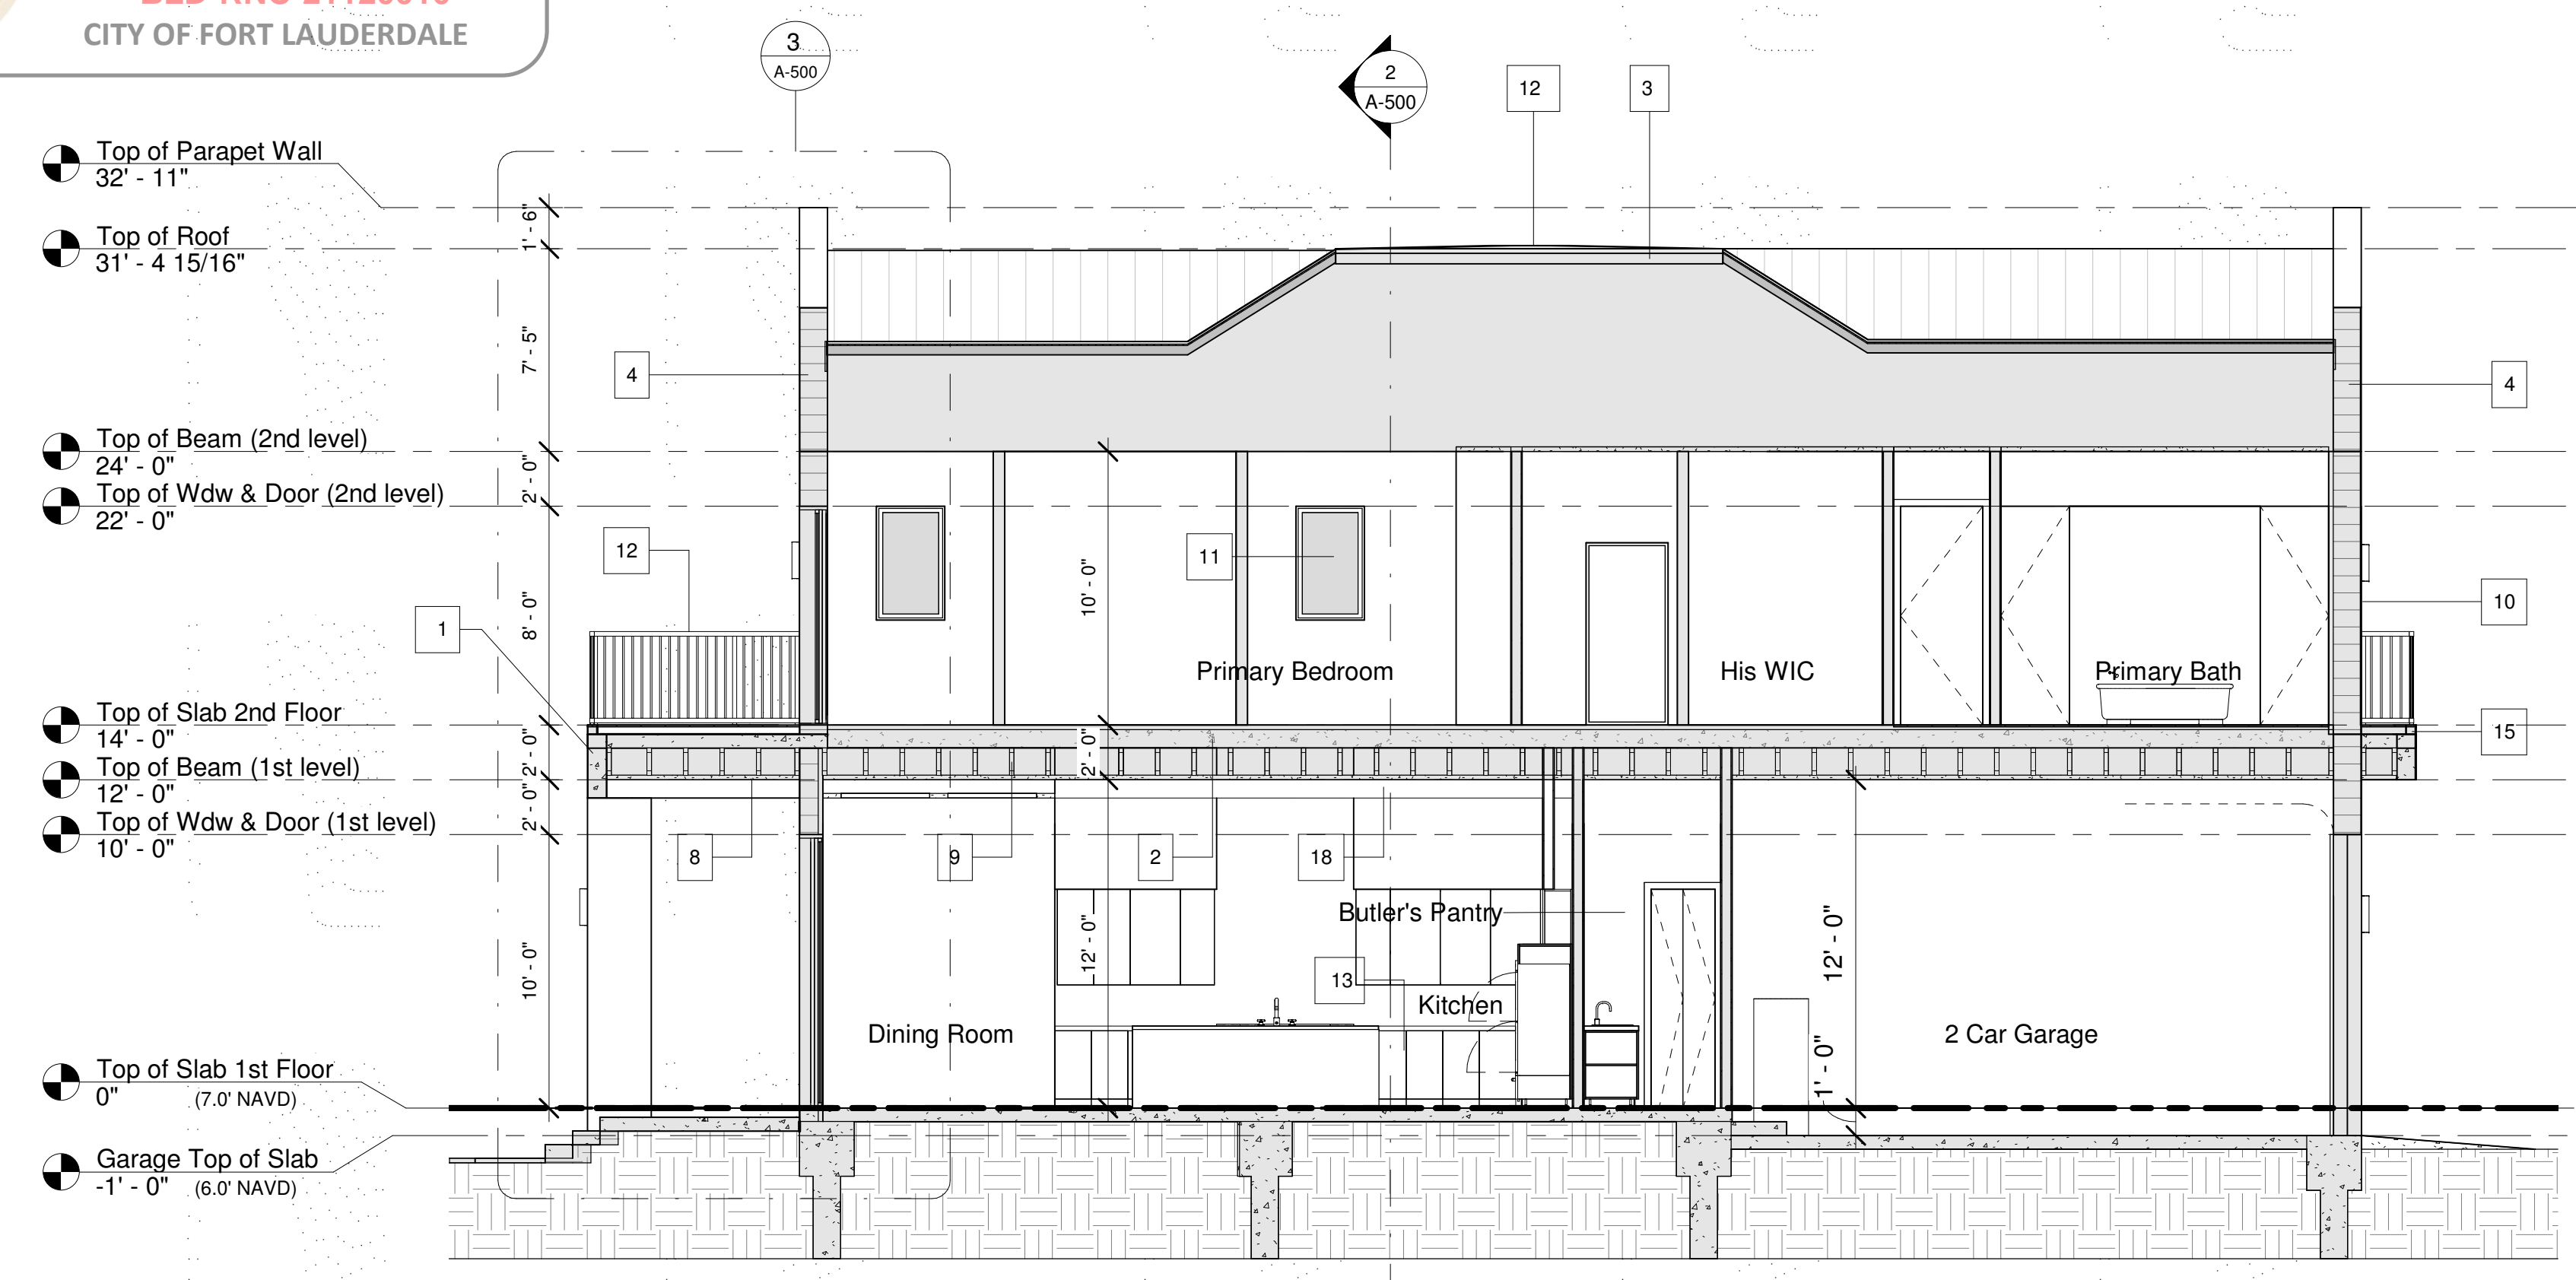 CITY OF FORT LAUDERDALE
3
A-500
2
A-500
12
3
Top of Parapet Wall
32' - 11"
1' - 6"
Top of Roof
31' - 4 15/16"
7' - 5"
4
4
Top of Beam (2nd level)
24' - 0"
2' - 0"
Top of Wdw & Door (2nd level)
22' - 0"
12
11
10' - 0"
8' - 0"
1
10
Primary Bedroom
His WIC
Primary Bath
Top of Slab 2nd Floor
14' - 0"
15
2' - 0"
2' - 0"
Top of Beam (1st level)
12' - 0"
2' - 0"
Top of Wdw & Door (1st level)
10' - 0"
8
9
2
18
Butler's Pantry
12' - 0"
12' - 0"
10' - 0"
13
Kitchen
Dining Room
2 Car Garage
1' - 0"
Top of Slab 1st Floor
0" (7.0' NAVD)
Garage Top of Slab
-1' - 0" (6.0' NAVD)